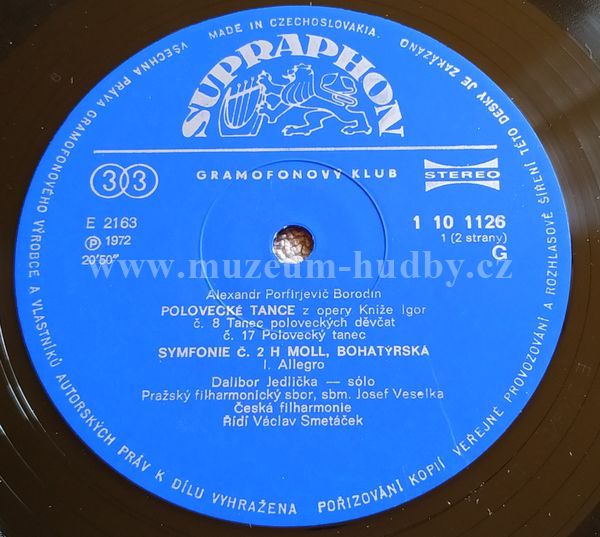 MADE IN CZECHOSLOVAKIA.
VŠECHNA PRÁVA GRAMOFONOVÉHO VÝROBCE A VLASTNÍKŮ AUTORSKÝCH PRÁV K DÍLU VYHRAŽENA
POŘIZOVÁNÍ KOPIÍ VEŘEJNÉ PROVOZOVÁNÍ A ROZHLASOVÉ ŠÍŘENÍ TÉTO DESKY JE ZAKÁZÁNO
SUPRAPHON
33
GRAMOFONOVÝ KLUB
STEREO
E 2163
1 10 1126
Ⓟ 1972
1 (2 strany)
20'50"
G
www.muzeum-hudby.cz
Alexandr Porfirjevič Borodin
POLOVECKÉ TANCE z opery Kníže Igor
č. 8 Tanec poloveckých děvčat
č. 17 Polovecký tanec
SYMFONIE č. 2 H MOLL, BOHATÝRSKÁ
I. Allegro
Dalibor Jedlička — sólo
Pražský filharmonický sbor, sbm. Josef Veselka
Česká filharmonie
Řídí Václav Smetáček